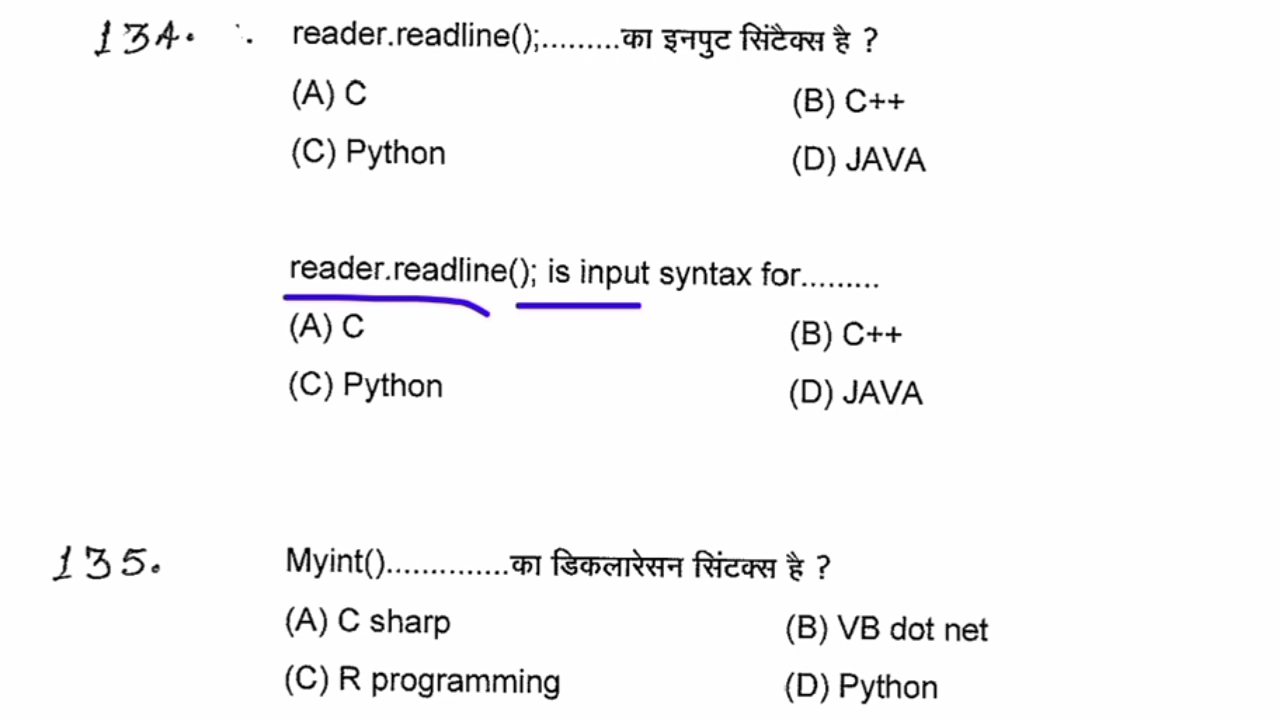 134. reader.readline();.........का इनपुट सिंटैक्स है ?
(A) C (B) C++
(C) Python (D) JAVA
reader.readline(); is input syntax for.........
(A) C (B) C++
(C) Python (D) JAVA
135. Myint()..............का डिकलारेसन सिंटक्स है ?
(A) C sharp (B) VB dot net
(C) R programming (D) Python